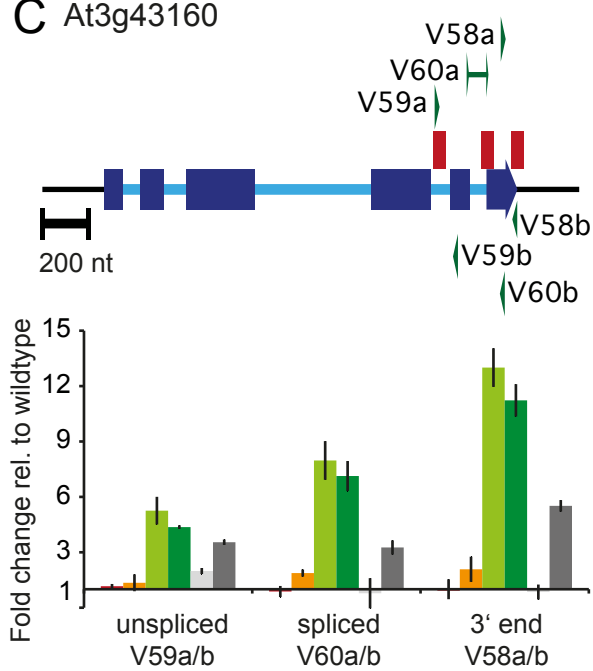 C At3g43160
V58a
V60a
V59a
V58b
V59b
V60b
200 nt
Fold change rel. to wildtype
15
12
9
6
3
1
unspliced
V59a/b
spliced
V60a/b
3‘ end
V58a/b